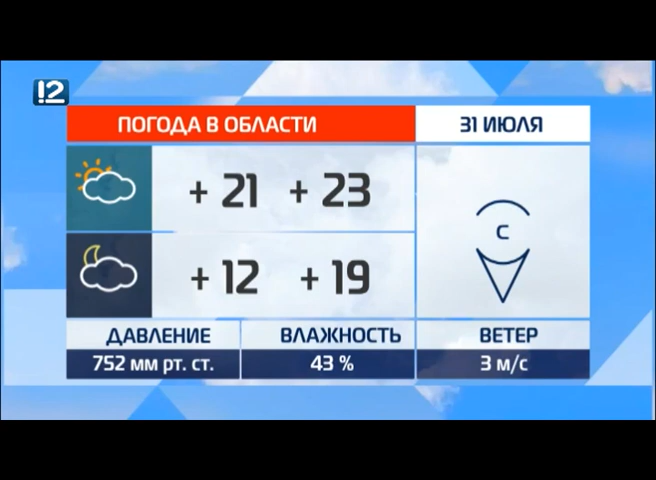 12
ПОГОДА В ОБЛАСТИ
31 ИЮЛЯ
+ 21 + 23
С
+ 12 + 19
ДАВЛЕНИЕ
ВЛАЖНОСТЬ
ВЕТЕР
752 мм рт. ст.
43 %
3 м/с